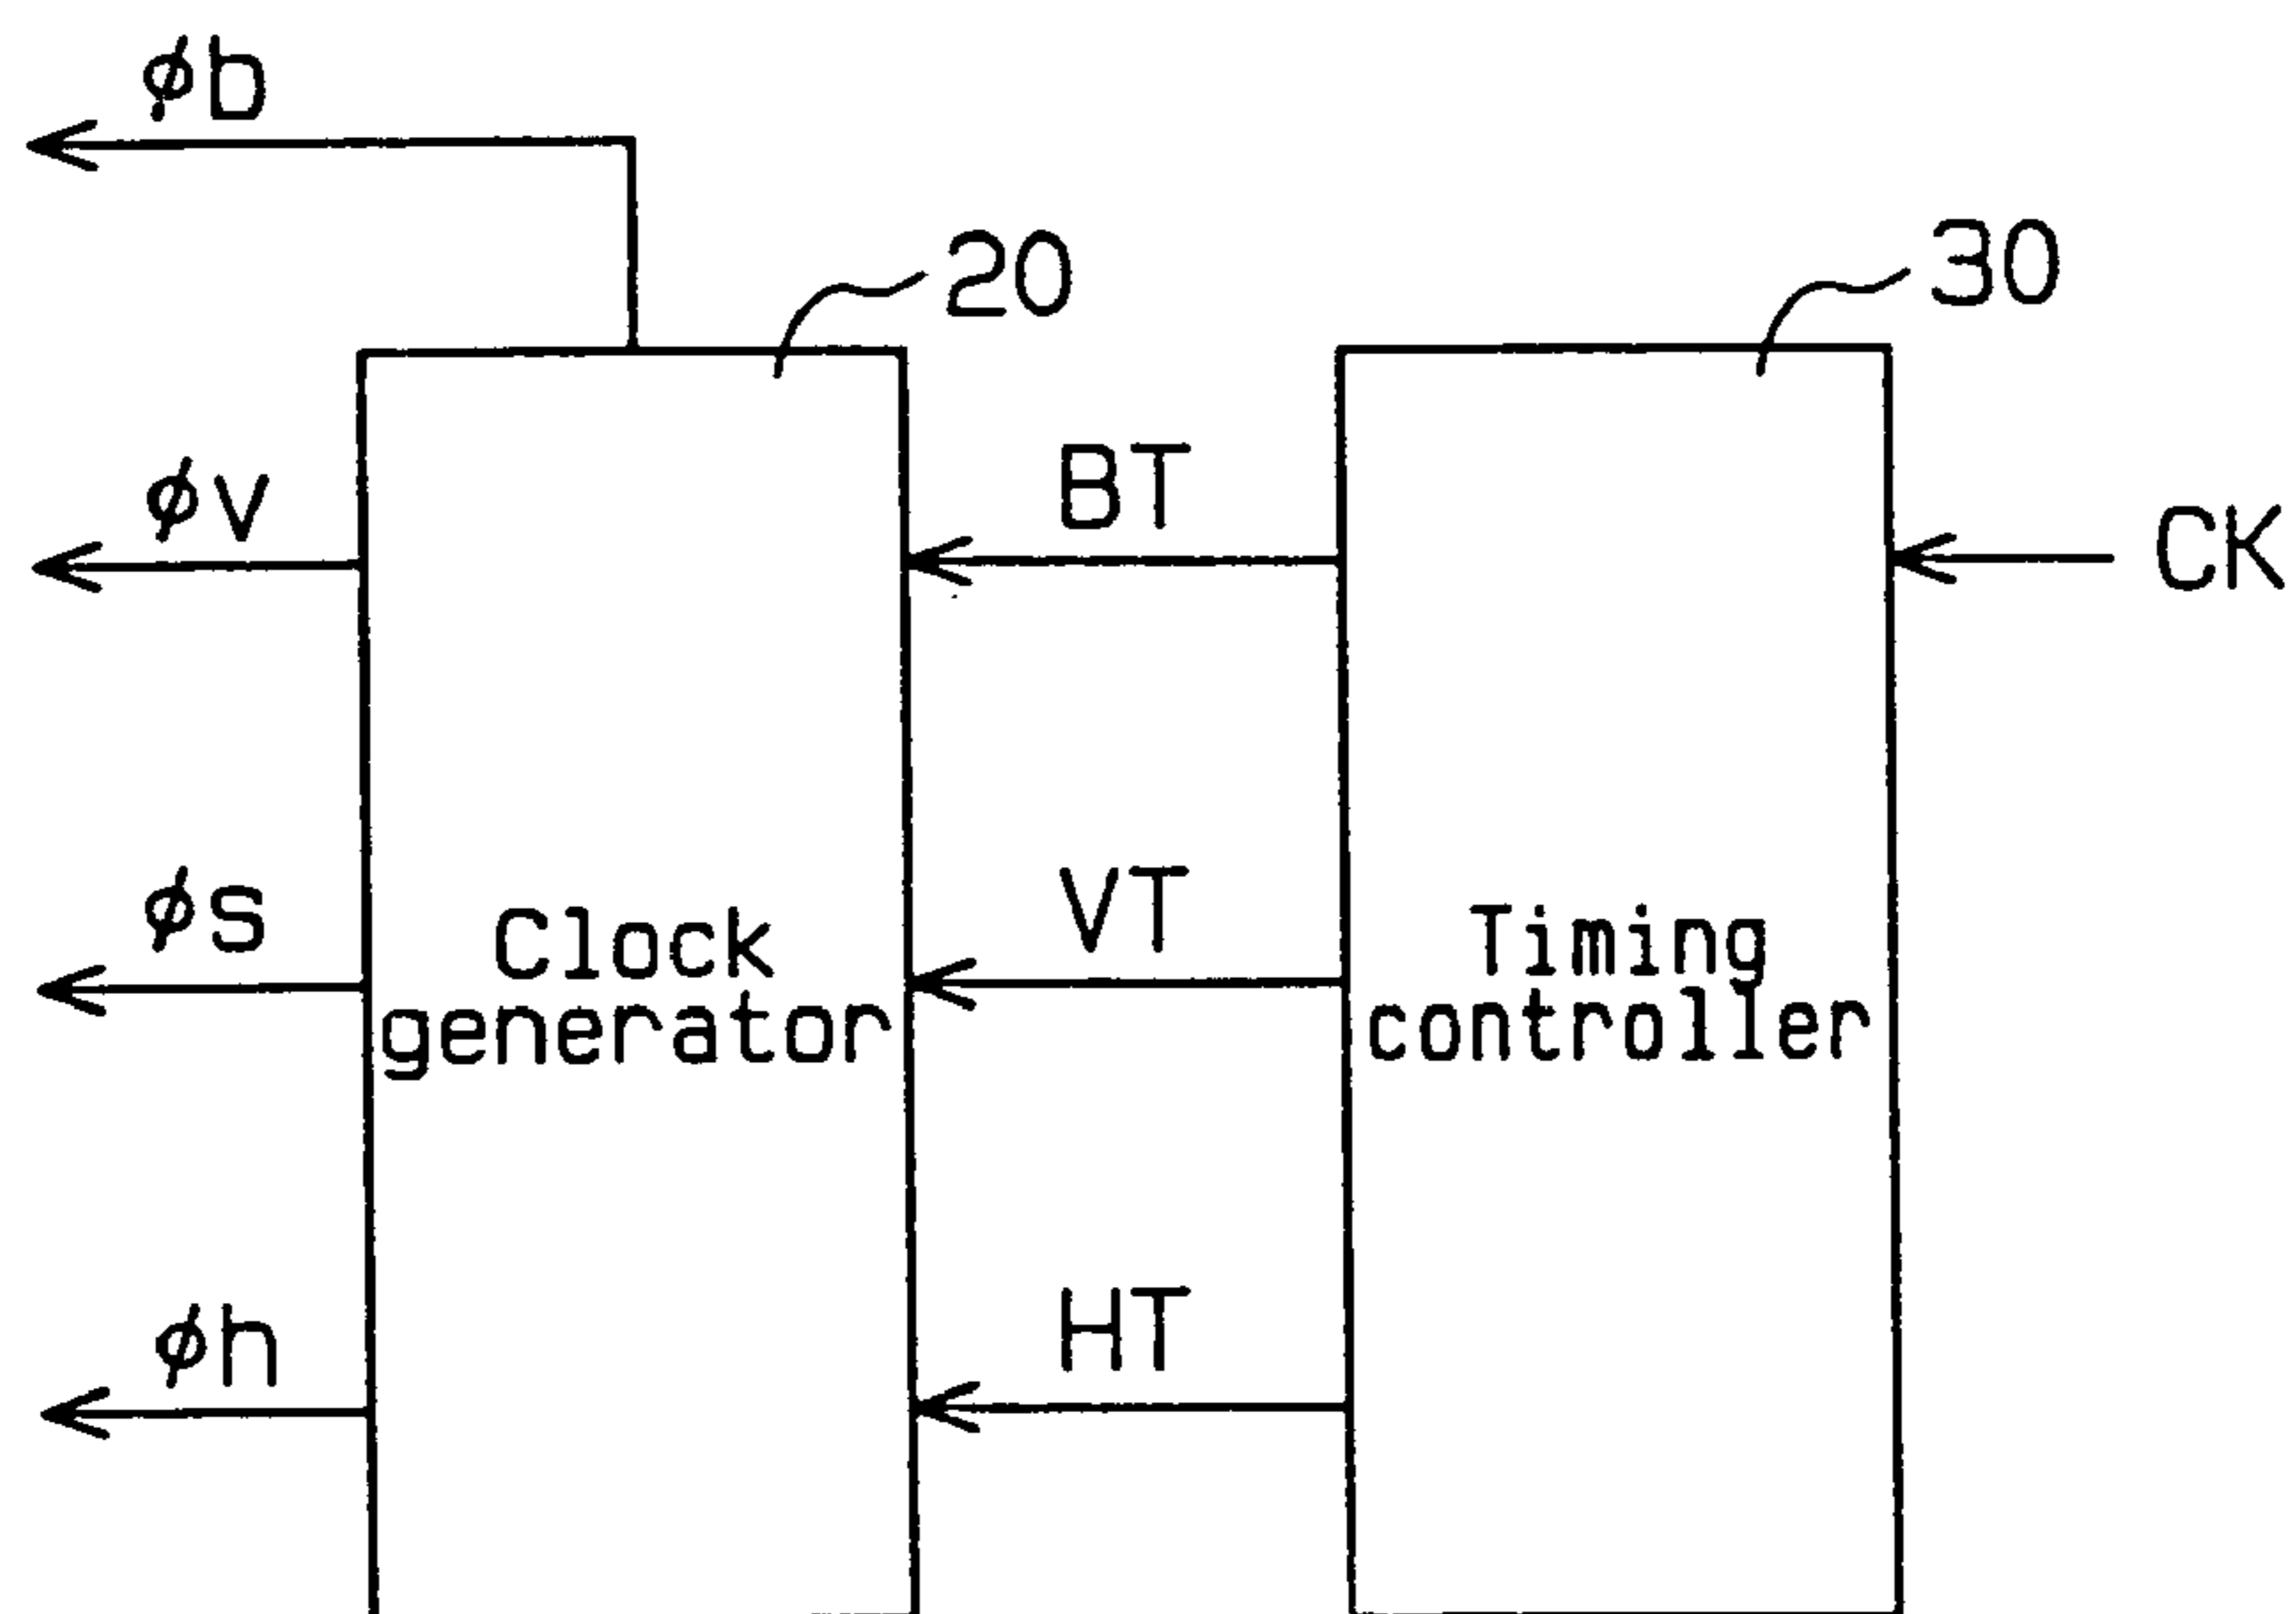 φb
20
30
φv
BT
CK
φs
Clock
generator
VT
Timing
controller
φh
HT